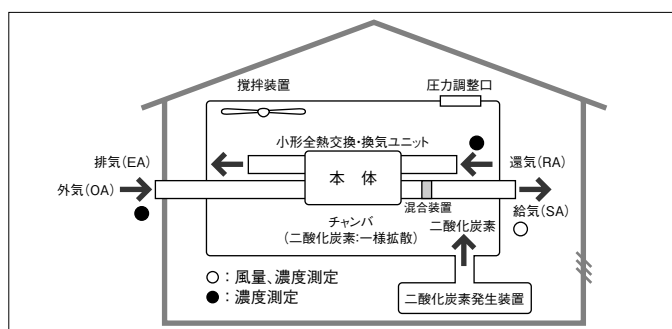 撹拌装置
圧力調整口
小形全熱交換・換気ユニット
排気(EA)
還気(RA)
外気(OA)
本 体
混合装置
給気(SA)
チャンバ
(二酸化炭素:一様拡散)
二酸化炭素
○:風量、濃度測定
●:濃度測定
二酸化炭素発生装置